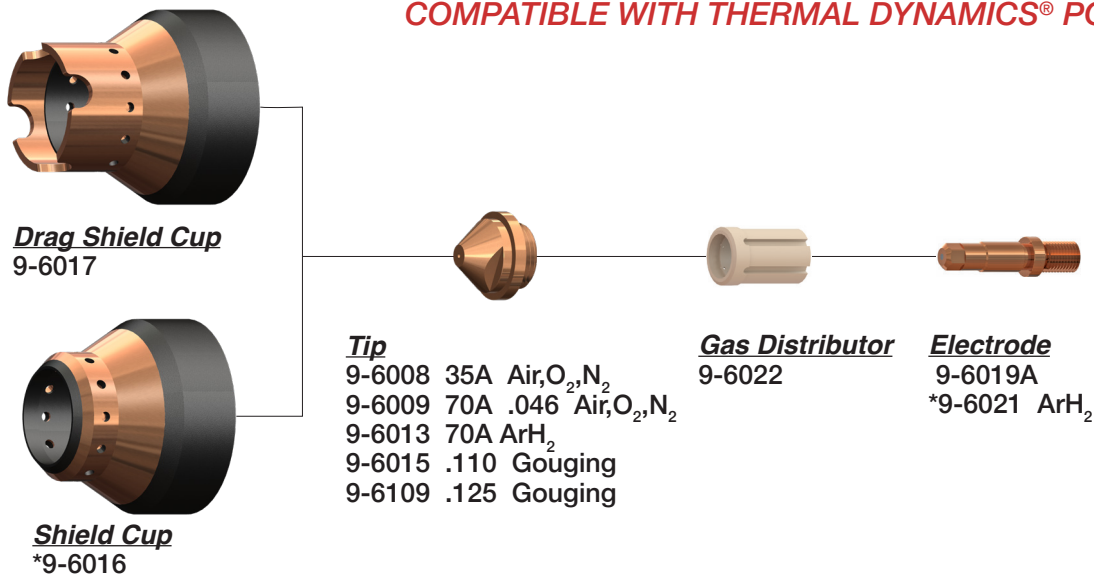 COMPATIBLE WITH THERMAL DYNAMICS®
Drag Shield Cup
9-6017
Shield Cup
*9-6016
Tip
9-6008 35A Air,O₂,N₂
9-6009 70A .046 Air,O₂,N₂
9-6013 70A ArH₂
9-6015 .110 Gouging
9-6109 .125 Gouging
Gas Distributor
9-6022
Electrode
9-6019A
*9-6021 ArH₂